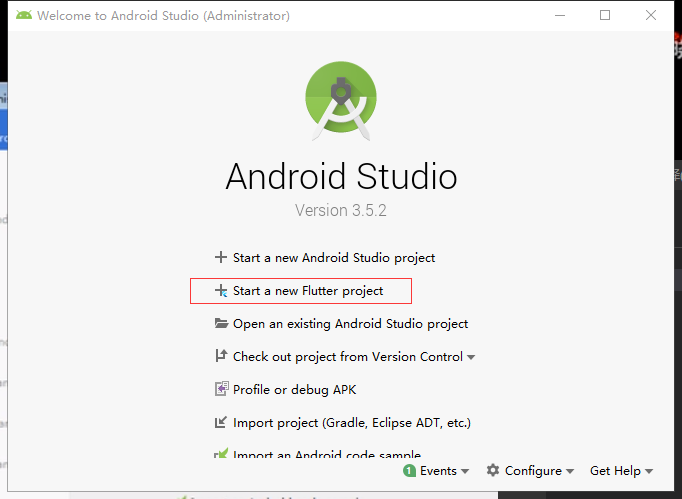 Welcome to Android Studio (Administrator)
Android Studio
Version 3.5.2
Start a new Android Studio project
Start a new Flutter project
Open an existing Android Studio project
Check out project from Version Control
Profile or debug APK
Import project (Gradle, Eclipse ADT, etc.)
Import an Android code sample
1 Events Configure Get Help